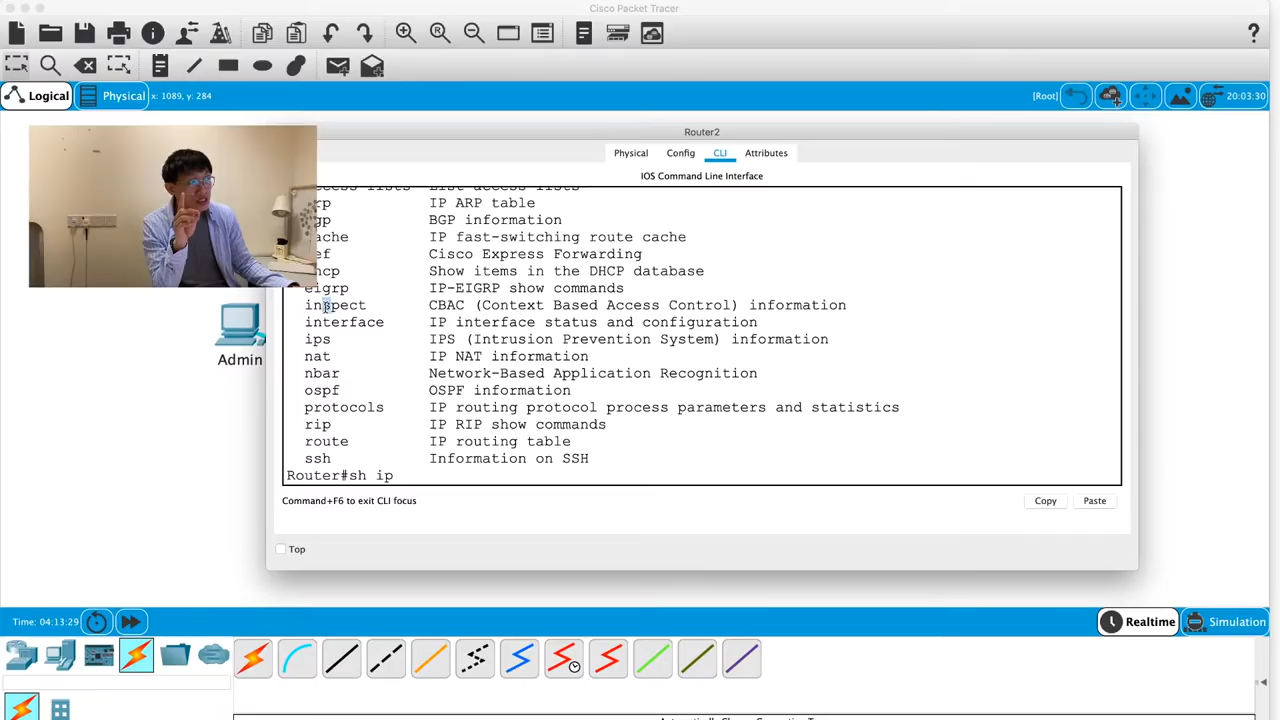 Cisco Packet Tracer
?
Logical
Physical
x: 1089, y: 284
[Root]
20:03:30
Router2
Physical
Config
CLI
Attributes
IOS Command Line Interface
rp IP ARP table
gp BGP information
ache IP fast-switching route cache
ef Cisco Express Forwarding
hcp Show items in the DHCP database
eigrp IP-EIGRP show commands
inspect CBAC (Context Based Access Control) information
interface IP interface status and configuration
ips IPS (Intrusion Prevention System) information
nat IP NAT information
nbar Network-Based Application Recognition
ospf OSPF information
protocols IP routing protocol process parameters and statistics
rip IP RIP show commands
route IP routing table
ssh Information on SSH
Router#sh ip
Command+F6 to exit CLI focus
Copy
Paste
Top
Admin
Time: 04:13:29
Realtime
Simulation